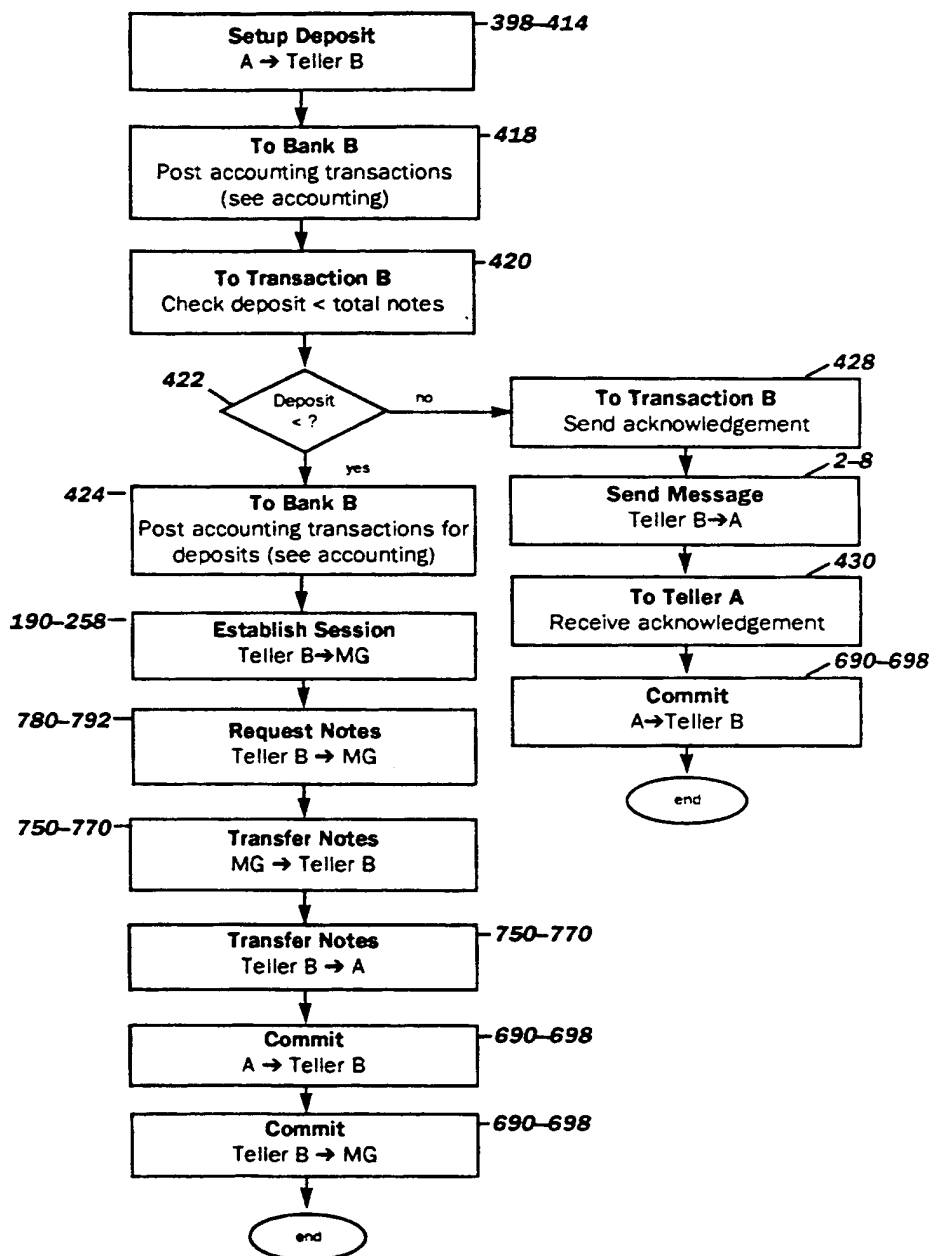 398–414
Setup Deposit
A → Teller B
418
To Bank B
Post accounting transactions
(see accounting)
420
To Transaction B
Check deposit < total notes
422
Deposit
< ?
no
yes
428
To Transaction B
Send acknowledgement
2–8
Send Message
Teller B→A
430
To Teller A
Receive acknowledgement
690–698
Commit
A→Teller B
end
424
To Bank B
Post accounting transactions for
deposits (see accounting)
190–258
Establish Session
Teller B→MG
780–792
Request Notes
Teller B → MG
750–770
Transfer Notes
MG → Teller B
750–770
Transfer Notes
Teller B → A
690–698
Commit
A → Teller B
690–698
Commit
Teller B → MG
end